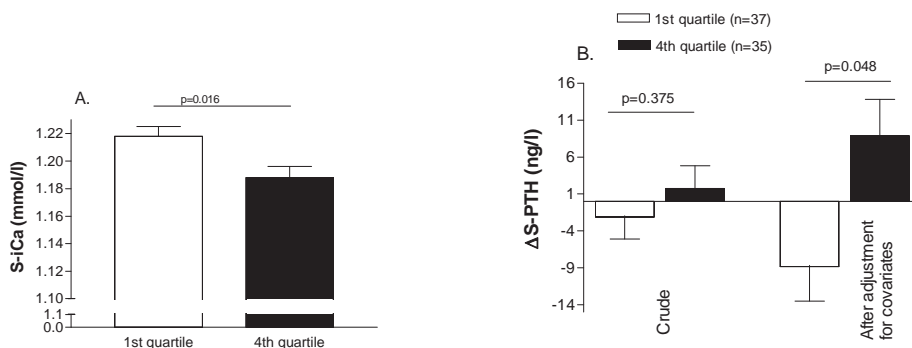 1st quartile (n=37)
4th quartile (n=35)
A.
p=0.016
S-iCa (mmol/l)
1.22
1.20
1.18
1.16
1.14
1.12
1.10
1.1
0.0
1st quartile
4th quartile
B.
p=0.375
p=0.048
ΔS-PTH (ng/l)
16
11
6
1
-4
-9
-14
Crude
After adjustment
for covariates